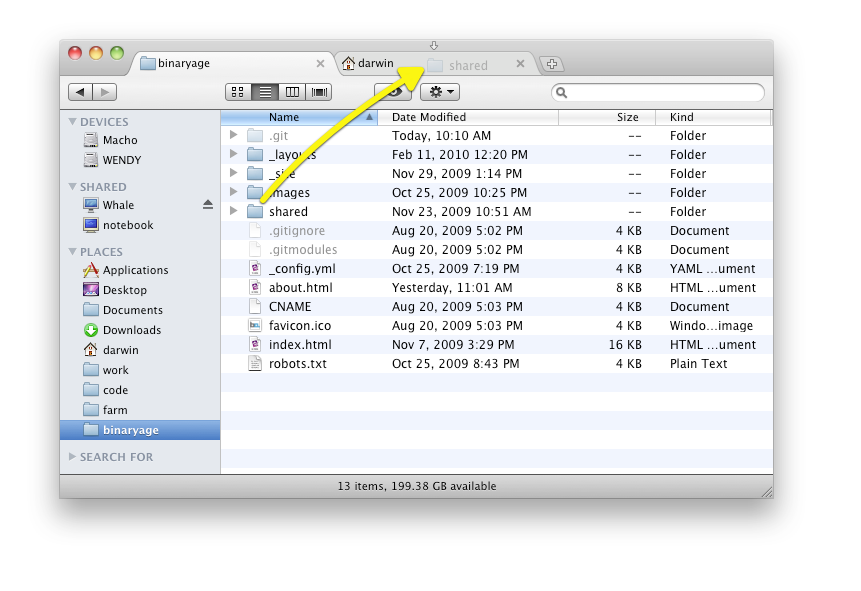 binaryage
darwin
shared
DEVICES
Macho
WENDY
SHARED
Whale
notebook
PLACES
Applications
Desktop
Documents
Downloads
darwin
work
code
farm
binaryage
SEARCH FOR
Name Date Modified Size Kind
.git Today, 10:10 AM -- Folder
_layouts Feb 11, 2010 12:20 PM -- Folder
_site Nov 29, 2009 1:14 PM -- Folder
images Oct 25, 2009 10:25 PM -- Folder
shared Nov 23, 2009 10:51 AM -- Folder
.gitignore Aug 20, 2009 5:02 PM 4 KB Document
.gitmodules Aug 20, 2009 5:02 PM 4 KB Document
_config.yml Oct 25, 2009 7:19 PM 4 KB YAML ...ument
about.html Yesterday, 11:01 AM 8 KB HTML ...ument
CNAME Aug 20, 2009 5:03 PM 4 KB Document
favicon.ico Aug 20, 2009 5:03 PM 4 KB Windo...image
index.html Nov 7, 2009 3:29 PM 16 KB HTML ...ument
robots.txt Oct 25, 2009 8:43 PM 4 KB Plain Text
13 items, 199.38 GB available